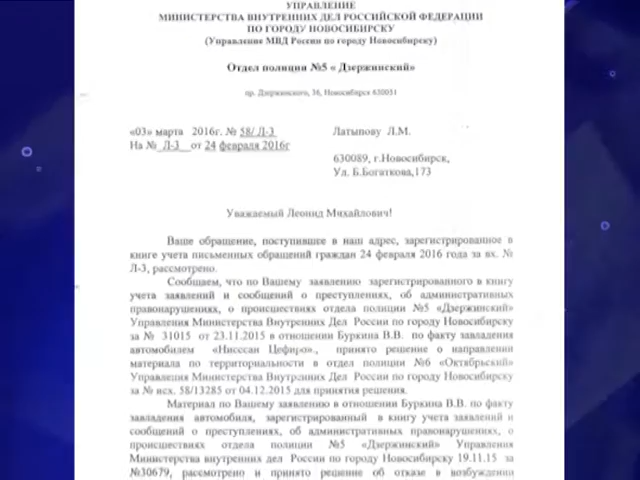 УПРАВЛЕНИЕ
МИНИСТЕРСТВА ВНУТРЕННИХ ДЕЛ РОССИЙСКОЙ ФЕДЕРАЦИИ
ПО ГОРОДУ НОВОСИБИРСКУ
(Управление МВД России по городу Новосибирску)
Отдел полиции №5 « Дзержинский»
пр. Дзержинского, 36, Новосибирск 630051
«03» марта 2016г. № 58/ Л-3 Латыпову Л.М.
На № Л-3 от 24 февраля 2016г
630089, г.Новосибирск,
Ул. Б.Богаткова,173
Уважаемый Леонид Михайлович!
Ваше обращение, поступившее в наш адрес, зарегистрированное в
книге учета письменных обращений граждан 24 февраля 2016 года за вх. №
Л-3, рассмотрено.
Сообщаем, что по Вашему заявлению зарегистрированного в книгу
учета заявлений и сообщений о преступлениях, об административных
правонарушениях, о происшествиях отдела полиции №5 «Дзержинский»
Управления Министерства Внутренних Дел России по городу Новосибирску
за № 31015 от 23.11.2015 в отношении Буркина В.В. по факту завладения
автомобилем «Нисссан Цефиро»., принято решение о направлении
материала по территориальности в отдел полиции №6 «Октябрьский»
Управления Министерства Внутренних Дел России по городу Новосибирску
за № исх. 58/13285 от 04.12.2015 для принятия решения.
Материал по Вашему заявлению в отношении Буркина В.В. по факту
завладения автомобиля, зарегистрированный в книгу учета заявлений и
сообщений о преступлениях, об административных правонарушениях, о
происшествиях отдела полиции №5 «Дзержинский» Управления
Министерства внутренних дел России по городу Новосибирску 19.11.15 за
№30679, рассмотрено и принято решение об отказе в возбуждении